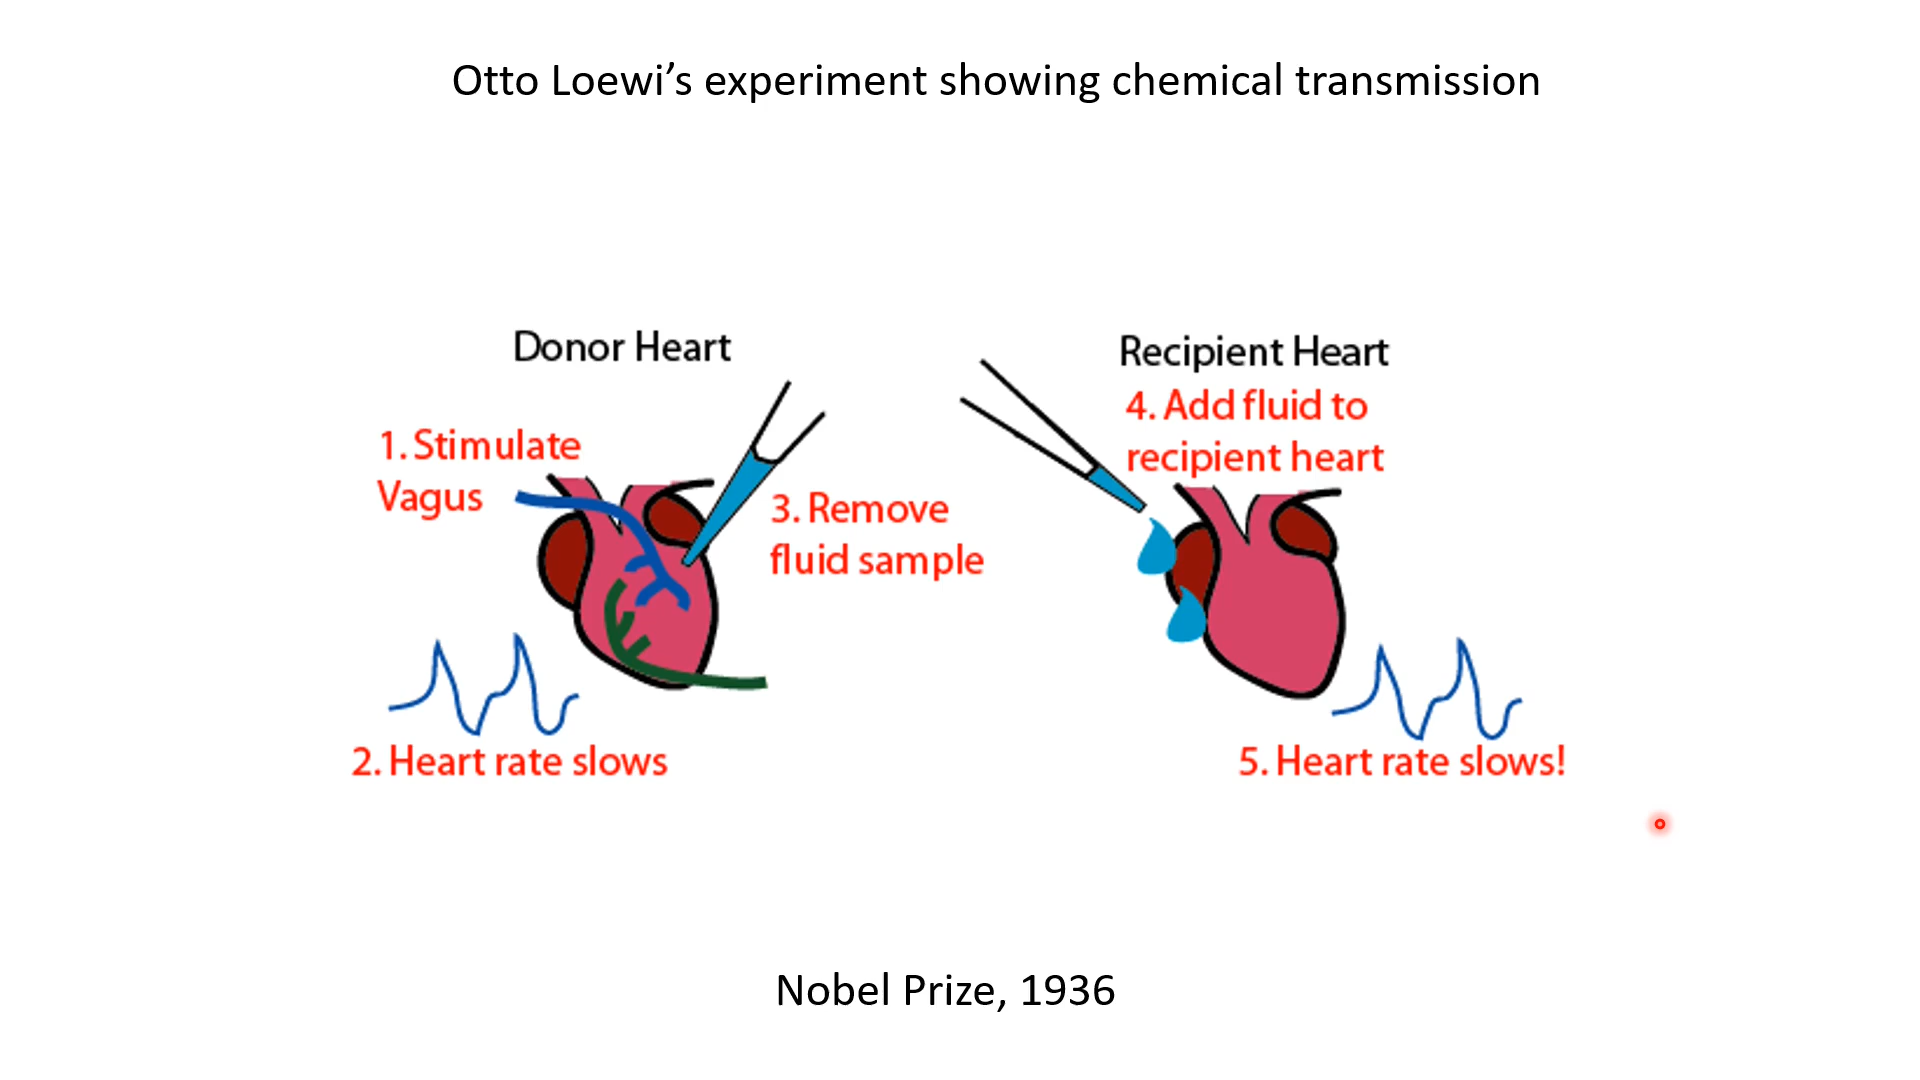 Otto Loewi’s experiment showing chemical transmission
Donor Heart
1. Stimulate
Vagus
3. Remove
fluid sample
2. Heart rate slows
Recipient Heart
4. Add fluid to
recipient heart
5. Heart rate slows!
Nobel Prize, 1936